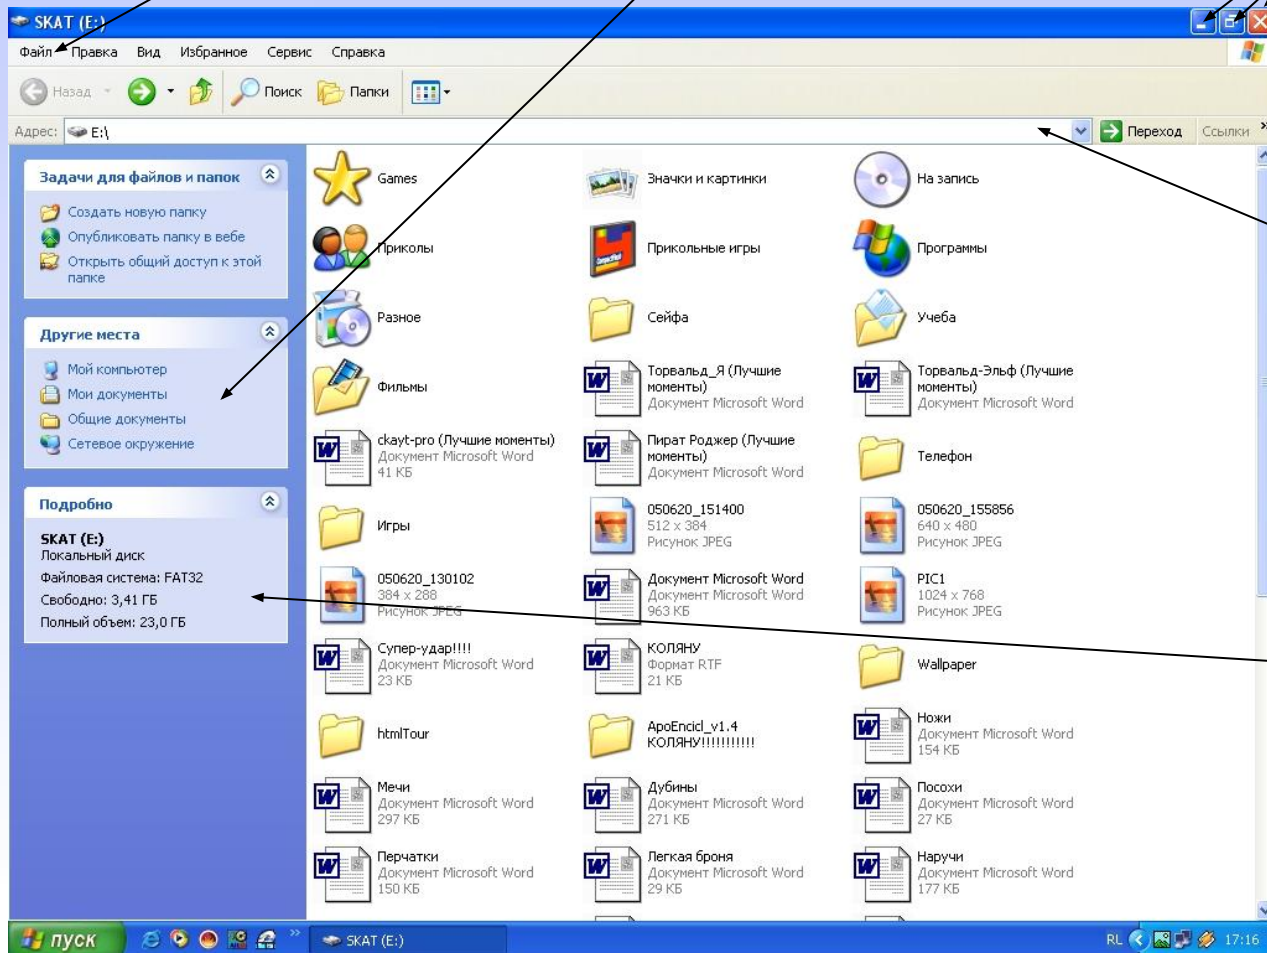 SKAT (E:)
Файл Правка Вид Избранное Сервис Справка
Назад Поиск Папки
Адрес: E:\ Переход Ссылки »
Задачи для файлов и папок
Создать новую папку
Опубликовать папку в вебе
Открыть общий доступ к этой
папке
Другие места
Мой компьютер
Мои документы
Общие документы
Сетевое окружение
Подробно
SKAT (E:)
Локальный диск
Файловая система: FAT32
Свободно: 3,41 ГБ
Полный объем: 23,0 ГБ
Games
Значки и картинки
На запись
Приколы
Прикольные игры
Программы
Разное
Сейфа
Учеба
Фильмы
Торвальд_Я (Лучшие
моменты)
Документ Microsoft Word
Торвальд-Эльф (Лучшие
моменты)
Документ Microsoft Word
ckayt-pro (Лучшие моменты)
Документ Microsoft Word
41 КБ
Пират Роджер (Лучшие
моменты)
Документ Microsoft Word
Телефон
Игры
050620_151400
512 x 384
Рисунок JPEG
050620_155856
640 x 480
Рисунок JPEG
050620_130102
384 x 288
Рисунок JPEG
Документ Microsoft Word
Документ Microsoft Word
963 КБ
PIC1
1024 x 768
Рисунок JPEG
Супер-удар!!!!
Документ Microsoft Word
23 КБ
КОЛЯНУ
Формат RTF
21 КБ
Wallpaper
htmlTour
ApoEncicl_v1.4
КОЛЯНУ!!!!!!!!!!!
Ножи
Документ Microsoft Word
154 КБ
Мечи
Документ Microsoft Word
297 КБ
Дубины
Документ Microsoft Word
271 КБ
Посохи
Документ Microsoft Word
27 КБ
Перчатки
Документ Microsoft Word
150 КБ
Легкая броня
Документ Microsoft Word
29 КБ
Наручи
Документ Microsoft Word
177 КБ
пуск » SKAT (E:) RL 17:16